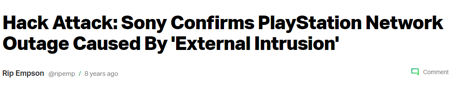 Hack Attack: Sony Confirms PlayStation Network
Outage Caused By 'External Intrusion'
Rip Empson @ripemp / 8 years ago
Comment